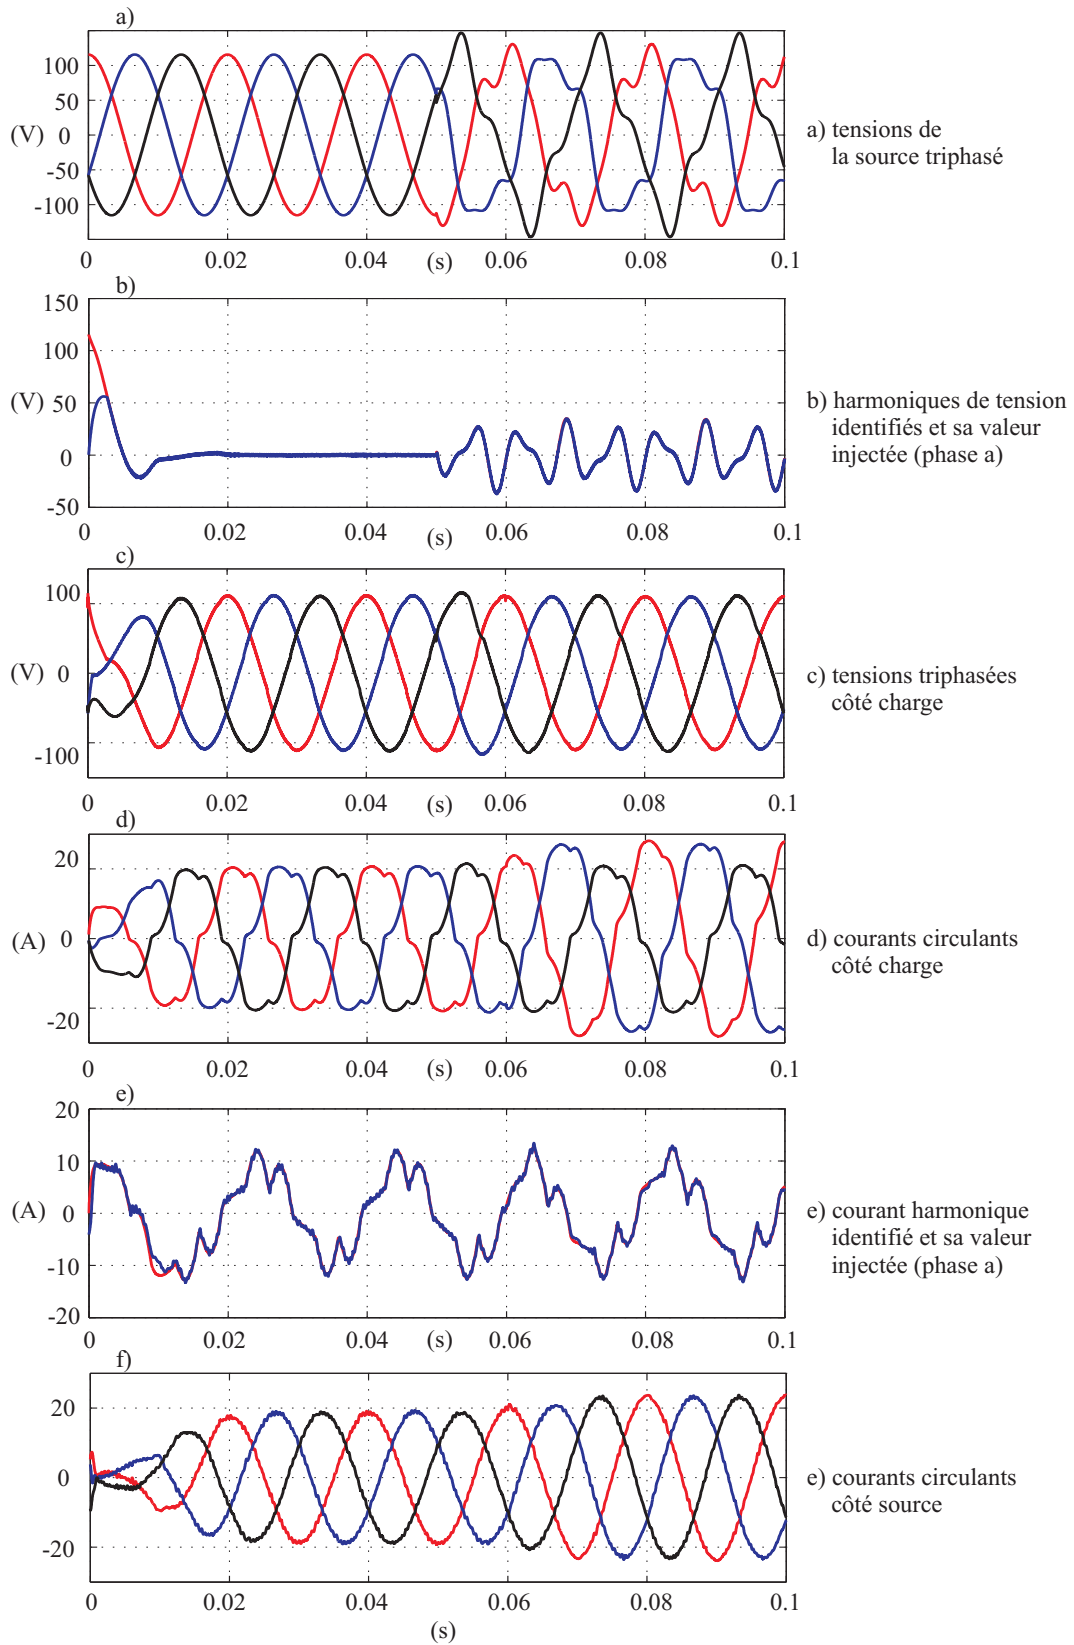 a)
100
50
(V) 0
-50
-100
0 0.02 0.04 (s) 0.06 0.08 0.1
a) tensions de
la source triphasé
b)
150
100
(V) 50
0
-50
0 0.02 0.04 (s) 0.06 0.08 0.1
b) harmoniques de tension
identifiés et sa valeur
injectée (phase a)
c)
100
(V) 0
-100
0 0.02 0.04 (s) 0.06 0.08 0.1
c) tensions triphasées
côté charge
d)
20
(A) 0
-20
0 0.02 0.04 (s) 0.06 0.08 0.1
d) courants circulants
côté charge
e)
20
10
(A) 0
-10
-20
0 0.02 0.04 (s) 0.06 0.08 0.1
e) courant harmonique
identifié et sa valeur
injectée (phase a)
f)
20
0
-20
0 0.02 0.04 0.06 0.08 0.1
(s)
e) courants circulants
côté source